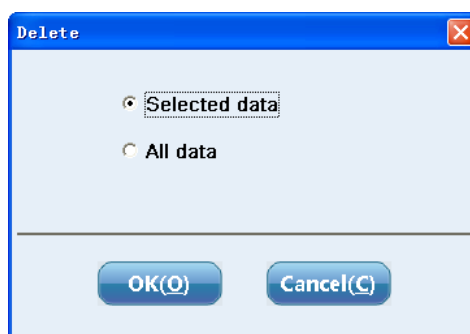 Delete
Selected data
All data
OK(O)
Cancel(C)